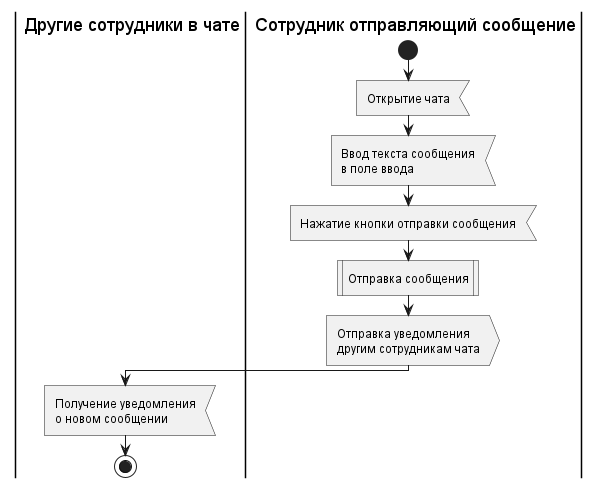 Другие сотрудники в чате
Сотрудник отправляющий сообщение
Открытие чата
Ввод текста сообщения
в поле ввода
Нажатие кнопки отправки сообщения
Отправка сообщения
Отправка уведомления
другим сотрудникам чата
Получение уведомления
о новом сообщении